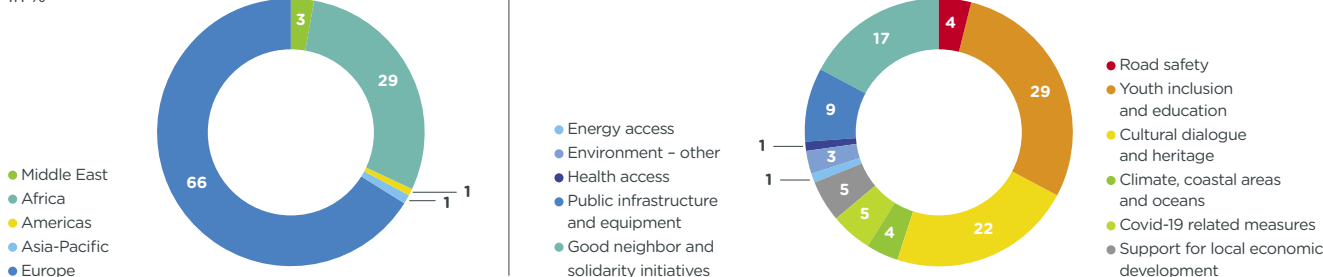 in %
3
29
66
1
1
Middle East
Africa
Americas
Asia-Pacific
Europe
4
17
29
9
1
3
1
5
5
4
22
Energy access
Environment – other
Health access
Public infrastructure
and equipment
Good neighbor and
solidarity initiatives
Road safety
Youth inclusion
and education
Cultural dialogue
and heritage
Climate, coastal areas
and oceans
Covid-19 related measures
Support for local economic
development